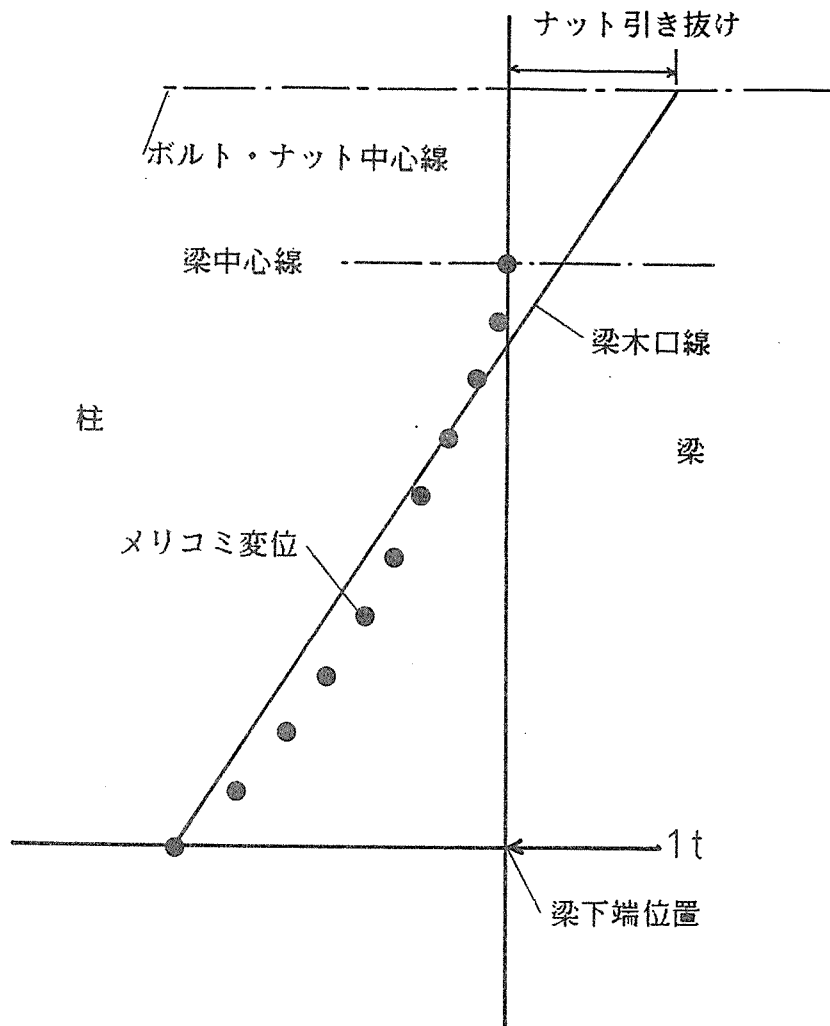 ナット引き抜け
ボルト・ナット中心線
梁中心線
梁木口線
柱
梁
メリコミ変位
1t
梁下端位置